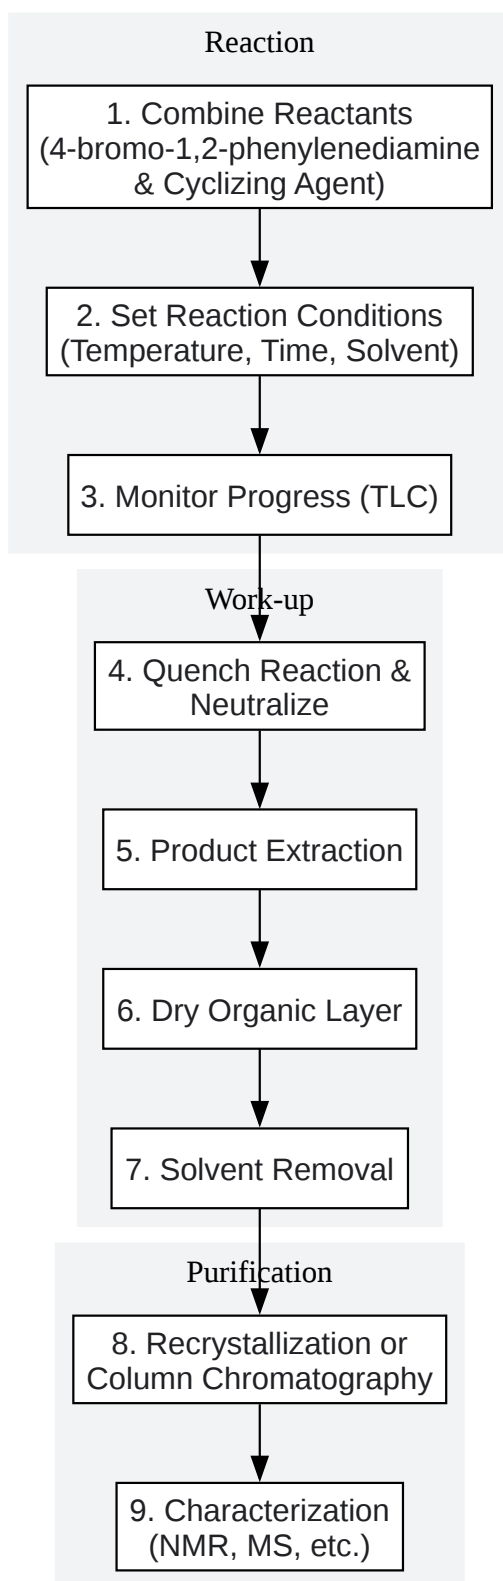 Reaction
1. Combine Reactants
(4-bromo-1,2-phenylenediamine
& Cyclizing Agent)
2. Set Reaction Conditions
(Temperature, Time, Solvent)
3. Monitor Progress (TLC)
Work-up
4. Quench Reaction &
Neutralize
5. Product Extraction
6. Dry Organic Layer
7. Solvent Removal
Purification
8. Recrystallization or
Column Chromatography
9. Characterization
(NMR, MS, etc.)